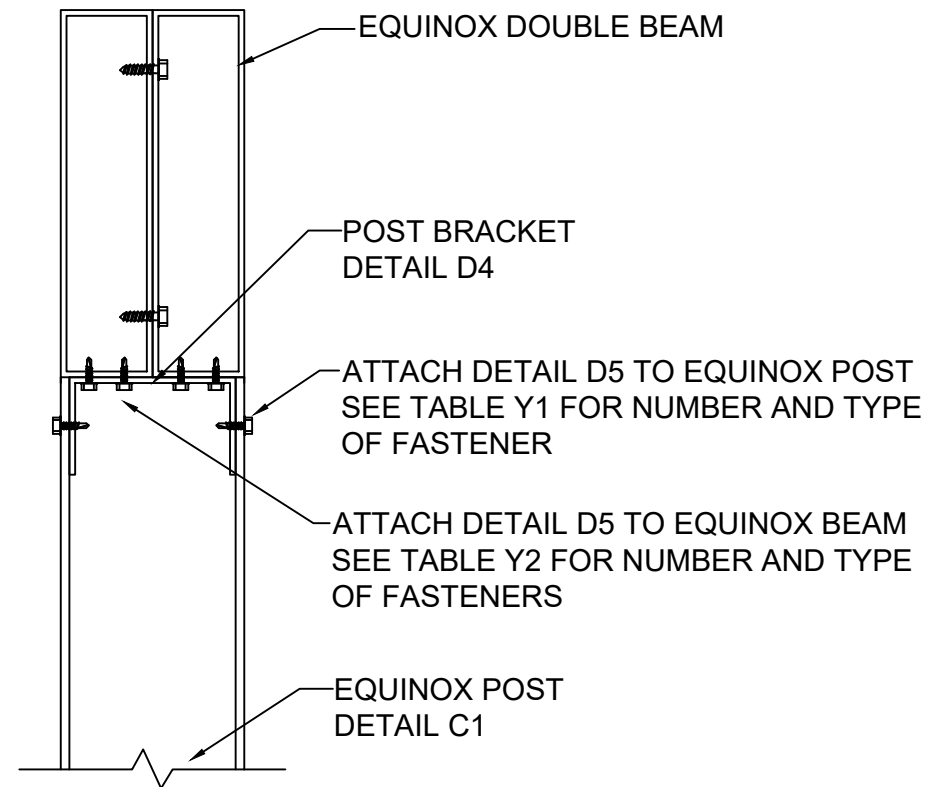 EQUINOX DOUBLE BEAM
POST BRACKET
DETAIL D4
ATTACH DETAIL D5 TO EQUINOX POST
SEE TABLE Y1 FOR NUMBER AND TYPE
OF FASTENER
ATTACH DETAIL D5 TO EQUINOX BEAM
SEE TABLE Y2 FOR NUMBER AND TYPE
OF FASTENERS
EQUINOX POST
DETAIL C1